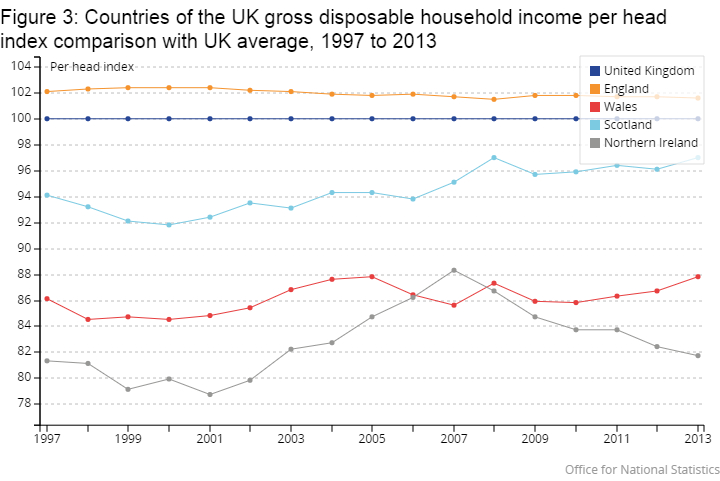 Figure 3: Countries of the UK gross disposable household income per head
index comparison with UK average, 1997 to 2013
Per head index
United Kingdom
England
Wales
Scotland
Northern Ireland
104
102
100
98
96
94
92
90
88
86
84
82
80
78
1997 1999 2001 2003 2005 2007 2009 2011 2013
Office for National Statistics